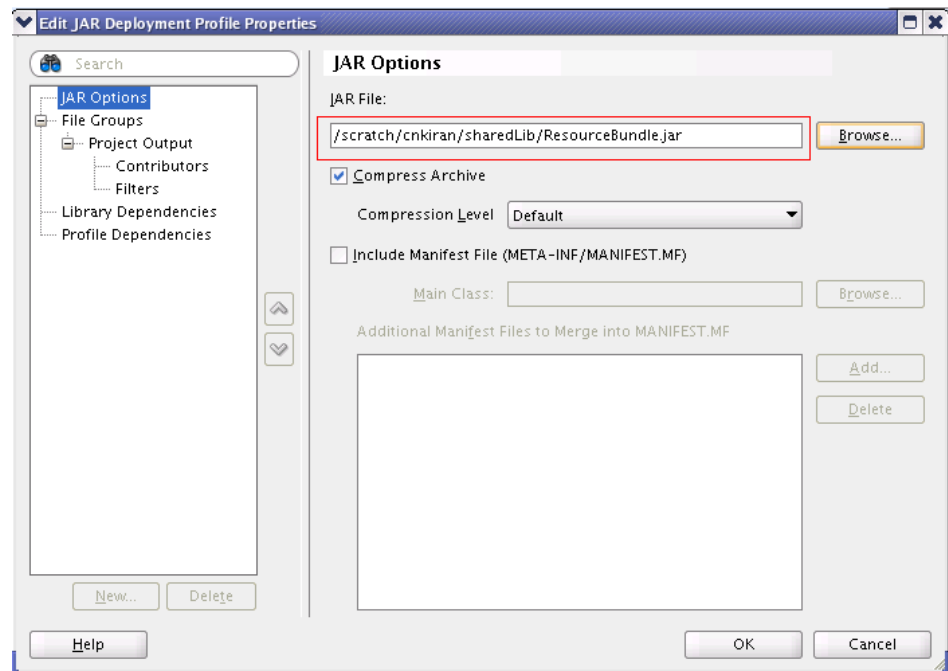 Edit JAR Deployment Profile Properties
Search
JAR Options
File Groups
Project Output
Contributors
Filters
Library Dependencies
Profile Dependencies
New...
Delete
JAR Options
JAR File:
/scratch/cnkiran/sharedLib/ResourceBundle.jar
Browse...
Compress Archive
Compression Level
Default
Include Manifest File (META-INF/MANIFEST.MF)
Main Class:
Browse...
Additional Manifest Files to Merge into MANIFEST.MF
Add...
Delete
Help
OK
Cancel